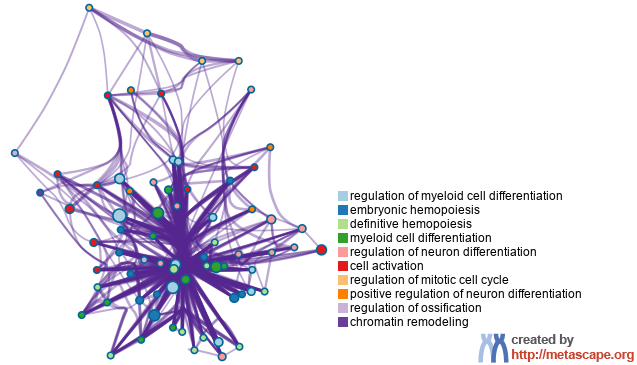 regulation of myeloid cell differentiation
embryonic hemopoiesis
definitive hemopoiesis
myeloid cell differentiation
regulation of neuron differentiation
cell activation
regulation of mitotic cell cycle
positive regulation of neuron differentiation
regulation of ossification
chromatin remodeling
created by
http://metascape.org